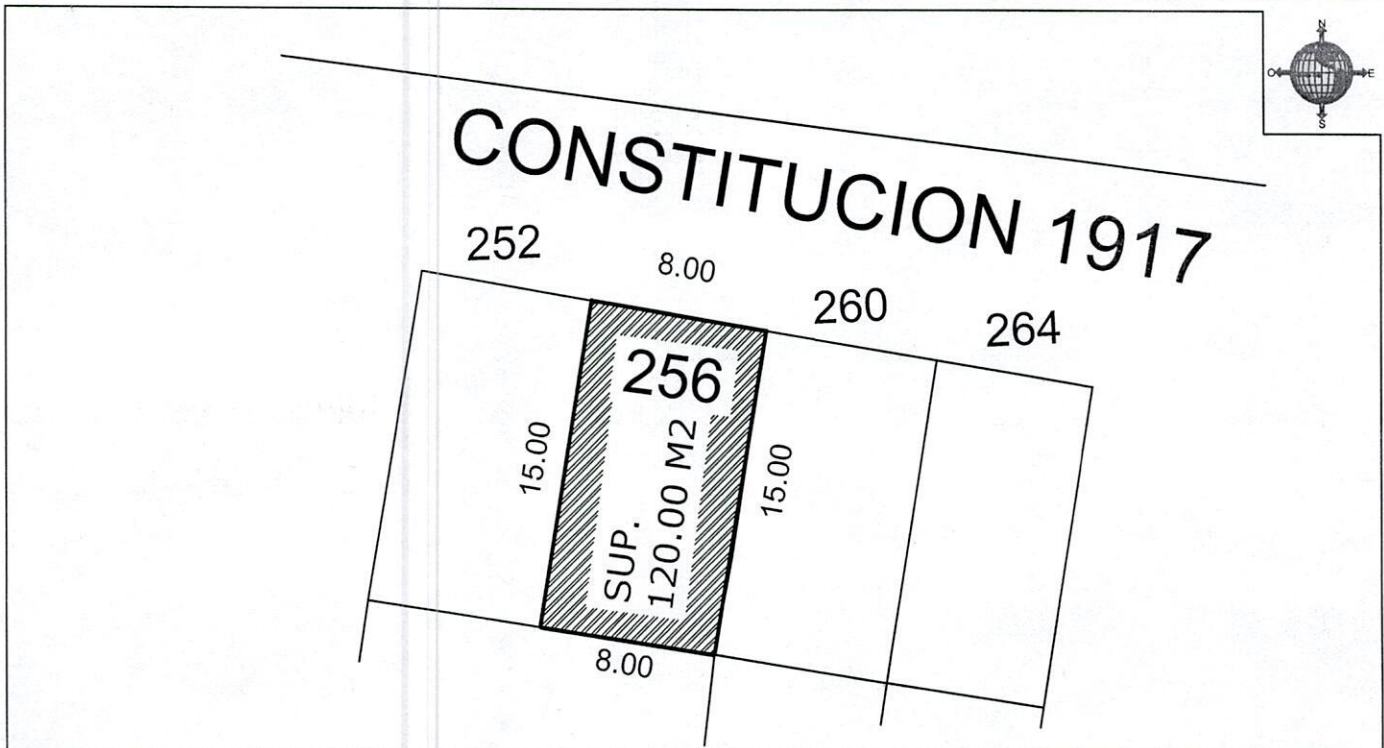 N
O E
S
CONSTITUCION 1917
252
8.00
260
264
256
15.00
SUP.
120.00 M2
15.00
8.00